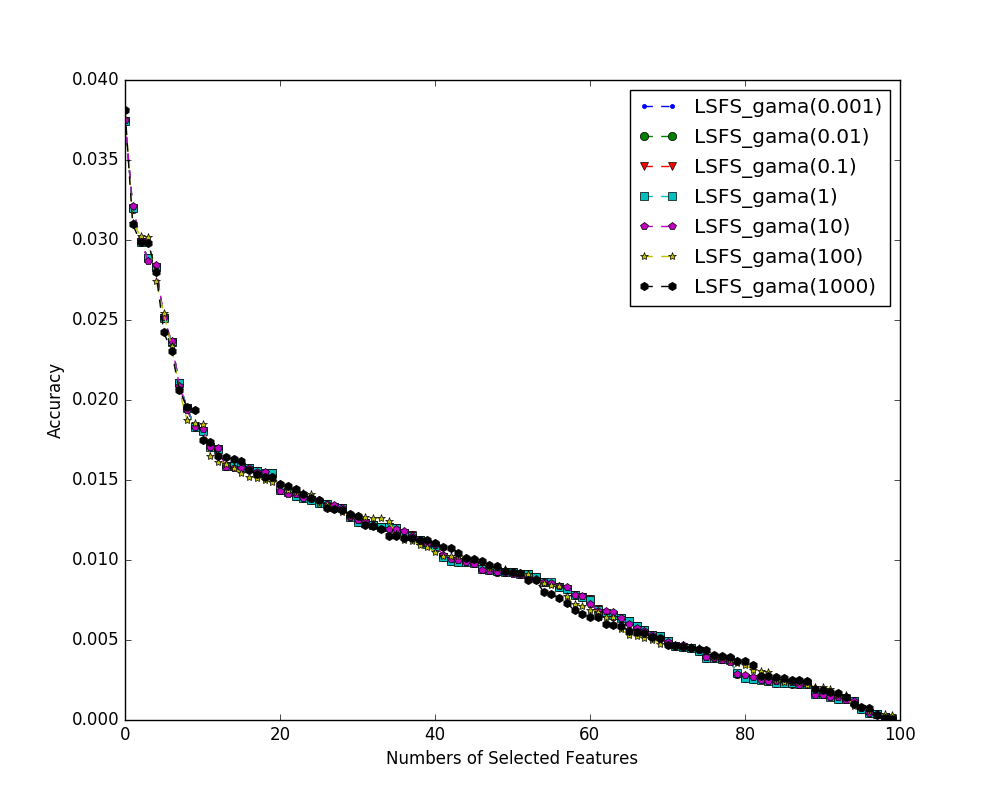 0.040
0.035
0.030
0.025
0.020
0.015
0.010
0.005
0.000
Accuracy
0 20 40 60 80 100
Numbers of Selected Features
LSFS_gama(0.001)
LSFS_gama(0.01)
LSFS_gama(0.1)
LSFS_gama(1)
LSFS_gama(10)
LSFS_gama(100)
LSFS_gama(1000)